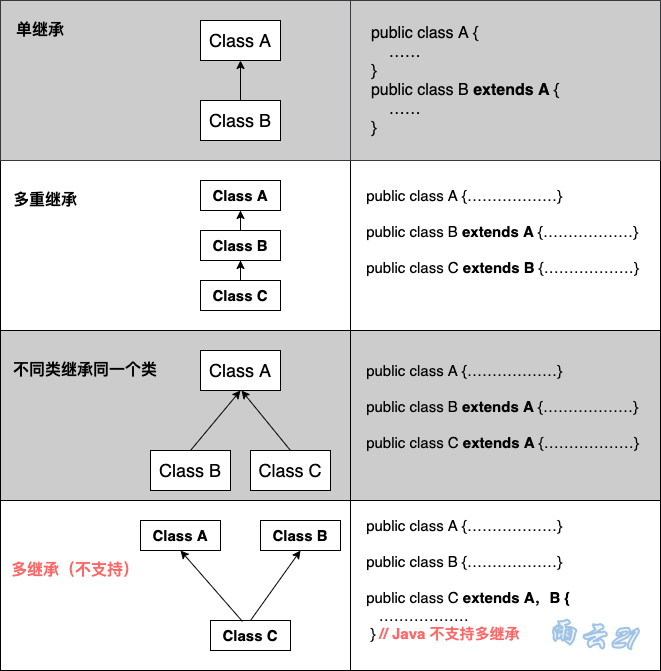 单继承
Class A
Class B
public class A {
......
}
public class B extends A {
......
}
多重继承
Class A
Class B
Class C
public class A {..................}
public class B extends A {..................}
public class C extends B {..................}
不同类继承同一个类
Class A
Class B
Class C
public class A {..................}
public class B extends A {..................}
public class C extends A {..................}
多继承（不支持）
Class A
Class B
Class C
public class A {..................}
public class B {..................}
public class C extends A，B {
..................
} // Java 不支持多继承
雨云21